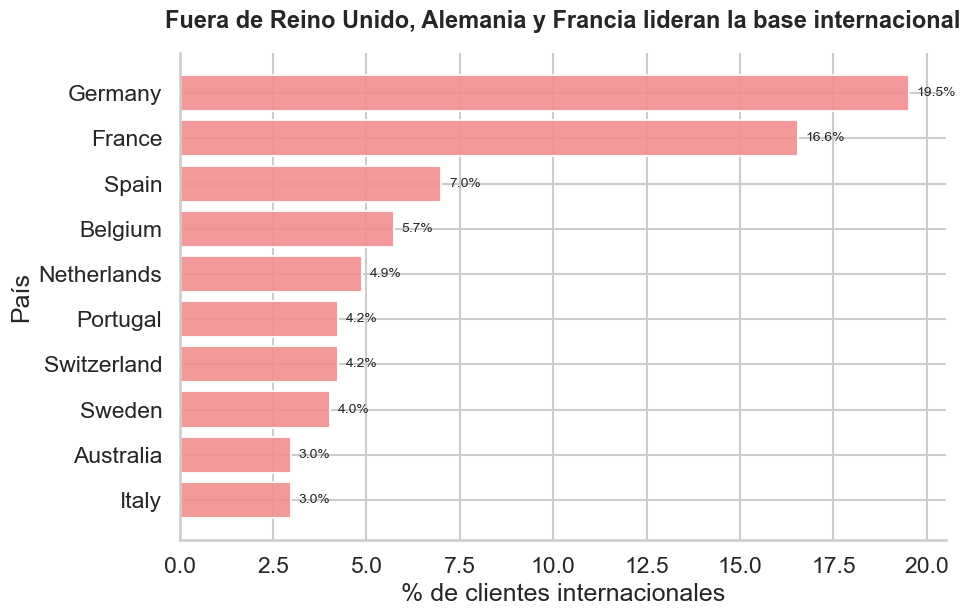 Fuera de Reino Unido, Alemania y Francia lideran la base internacional
País
Germany 19.5%
France 16.6%
Spain 7.0%
Belgium 5.7%
Netherlands 4.9%
Portugal 4.2%
Switzerland 4.2%
Sweden 4.0%
Australia 3.0%
Italy 3.0%
0.0 2.5 5.0 7.5 10.0 12.5 15.0 17.5 20.0
% de clientes internacionales